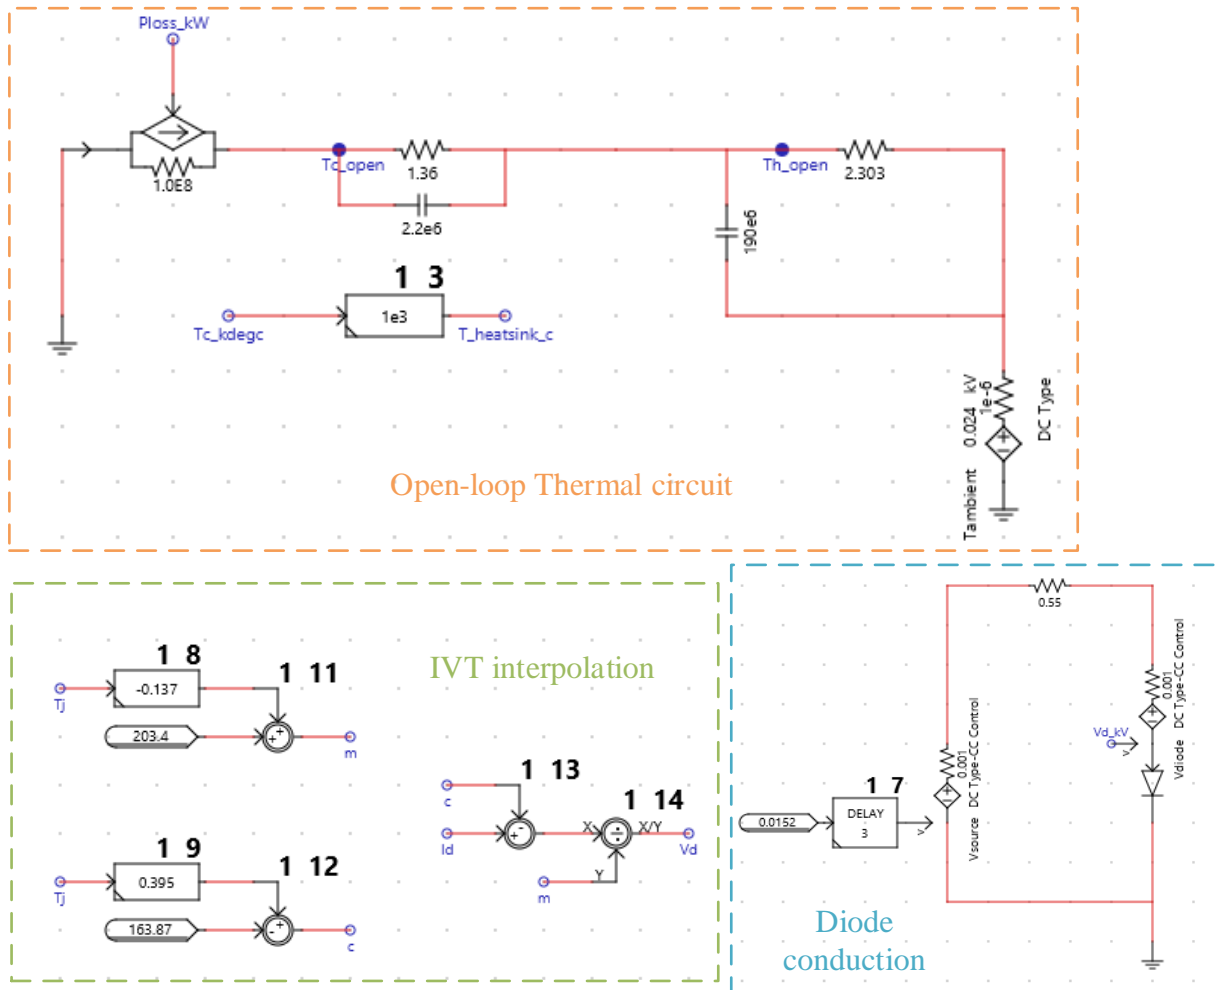 Ploss_kW
Tc_open
1.36
Th_open
2.303
1.0E8
2.2e6
190e6
1 3
1e3
Tc_kdegc
T_heatsink_c
Tambient 0.024 kV
1e-6
DC Type
Open-loop Thermal circuit
IVT interpolation
1 8
Tj
-0.137
1 11
203.4
+
+
m
1 9
Tj
0.395
1 12
163.87
-
+
c
1 13
c
Id
+
-
1 14
X
÷
X/Y
Y
Vd
m
0.55
0.001
Vsource DC Type-CC Control
0.001
Vdiode DC Type-CC Control
Vd_kV
v
1 7
0.0152
DELAY
3
v
Diode
conduction